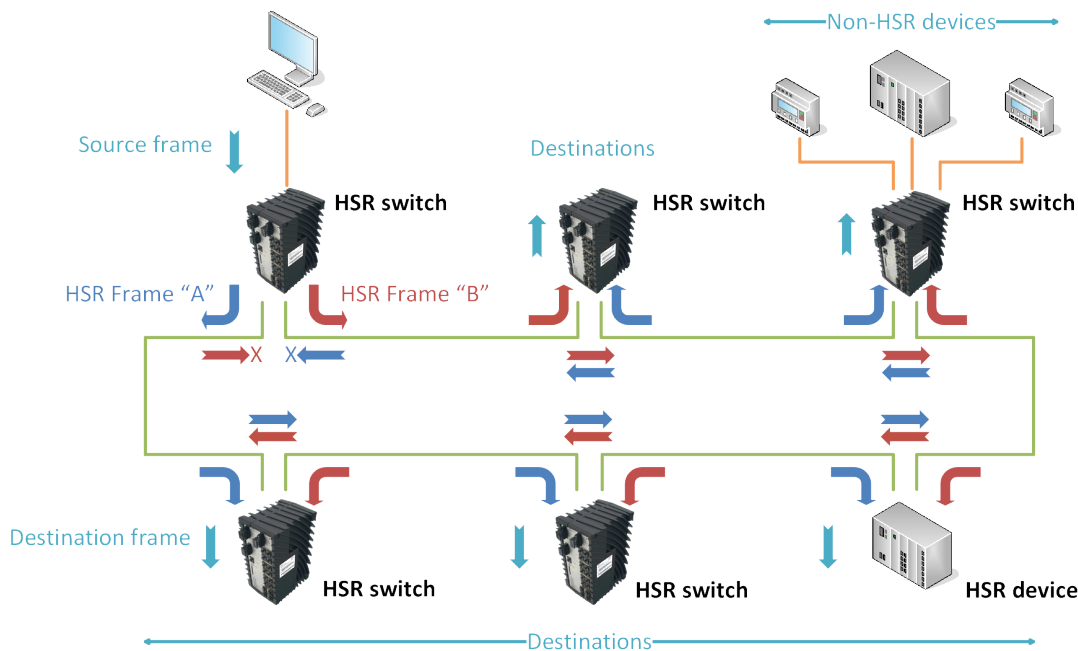 Non-HSR devices
Source frame
Destinations
HSR switch
HSR switch
HSR switch
HSR Frame “A”
HSR Frame “B”
X
X
Destination frame
HSR switch
HSR switch
HSR device
Destinations